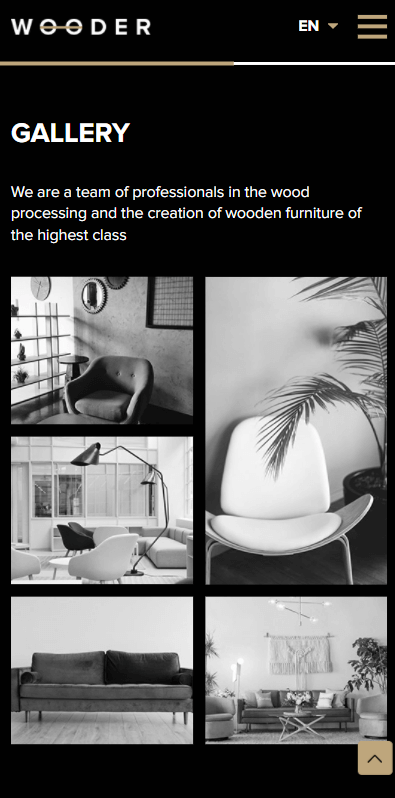 WOODER
EN
GALLERY
We are a team of professionals in the wood
processing and the creation of wooden furniture of
the highest class